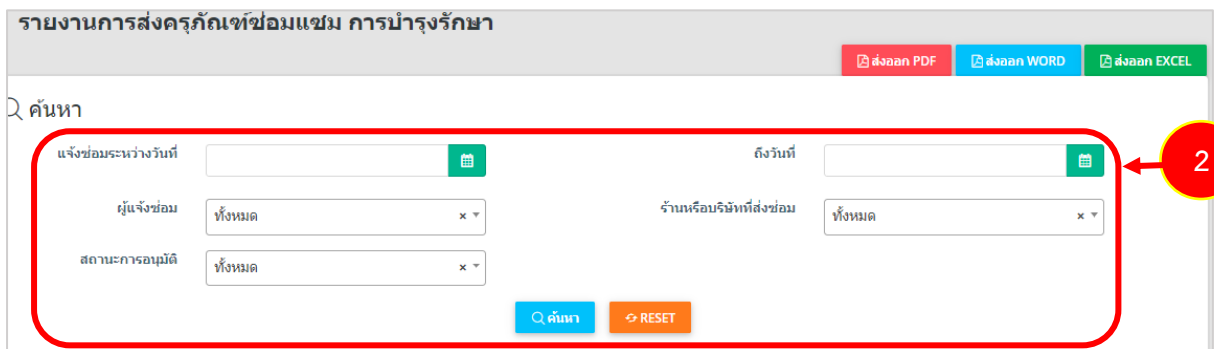 รายงานการส่งครุภัณฑ์ซ่อมแซม การบำรุงรักษา
ส่งออก PDF ส่งออก WORD ส่งออก EXCEL
ค้นหา
แจ้งซ่อมระหว่างวันที่ ถึงวันที่
2
ผู้แจ้งซ่อม ทั้งหมด × ร้านหรือบริษัทที่ส่งซ่อม ทั้งหมด ×
สถานะการอนุมัติ ทั้งหมด ×
ค้นหา RESET